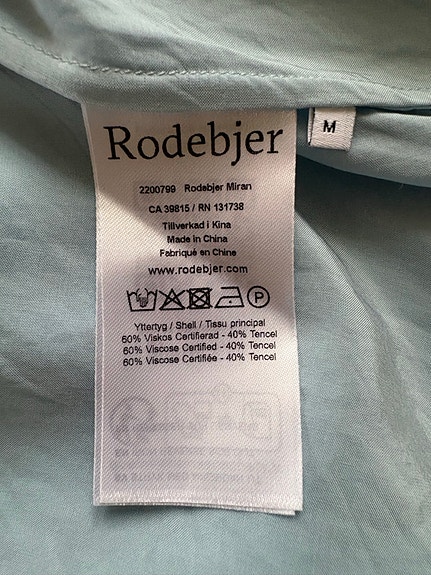 Rodebjer
M
2200799 Rodebjer Miran
CA 39815 / RN 131738
Tillverkad i Kina
Made in China
Fabriqué en Chine
www.rodebjer.com
P
Yttertyg / Shell / Tissu principal
60% Viskos Certifierad - 40% Tencel
60% Viscose Certified - 40% Tencel
60% Viscose Certifiée - 40% Tencel